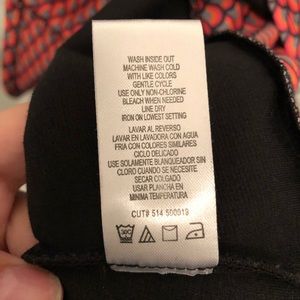 WASH INSIDE OUT
MACHINE WASH COLD
WITH LIKE COLORS
GENTLE CYCLE
USE ONLY NON-CHLORINE
BLEACH WHEN NEEDED
LINE DRY
IRON ON LOWEST SETTING
LAVAR AL REVERSO
LAVAR EN LAVADORA CON AGUA
FRIA CON COLORES SIMILARES
CICLO DELICADO
USE SOLAMENTE BLANQUEADOR SIN
CLORO CUANDO SE NECESITE
SECAR COLGADO
USAR PLANCHA EN
MINIMA TEMPERATURA
CUT# 514 500018